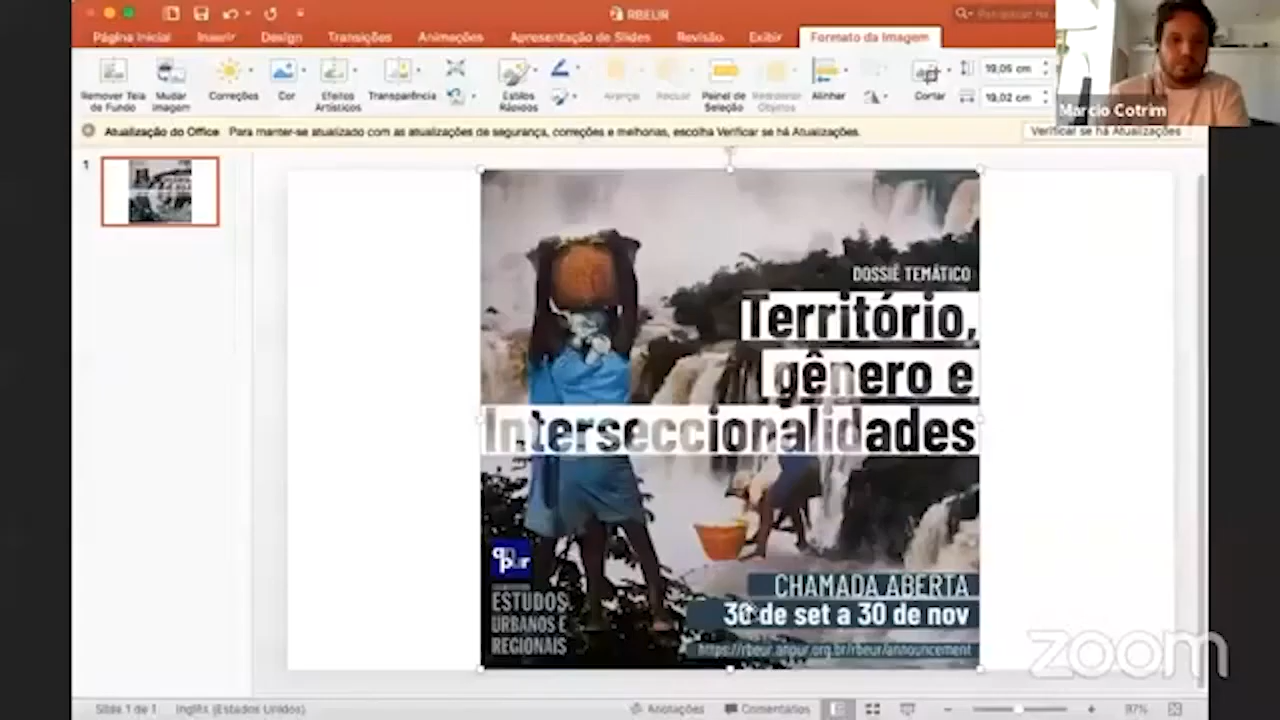 RBEUR
Página Inicial Inserir Design Transições Animações Apresentação de Slides Revisão Exibir Formato da Imagem
Remover Tela de Fundo
Mudar Imagem
Correções
Cor
Efeitos Artísticos
Transparência
Estilos Rápidos
Avançar
Recuar
Painel de Seleção
Alinhar
Cortar
19,05 cm
19,02 cm
Marcio Cotrim
Atualização do Office Para manter-se atualizado com as atualizações de segurança, correções e melhorias, escolha Verificar se há Atualizações.
Verificar se há Atualizações
1
DOSSIÊ TEMÁTICO
Território,
gênero e
Interseccionalidades
anpur
ESTUDOS
URBANOS E
REGIONAIS
CHAMADA ABERTA
30 de set a 30 de nov
https://rbeur.anpur.org.br/rbeur/announcement
zoom
Slide 1 de 1 Inglês (Estados Unidos) Anotações Comentários 97%